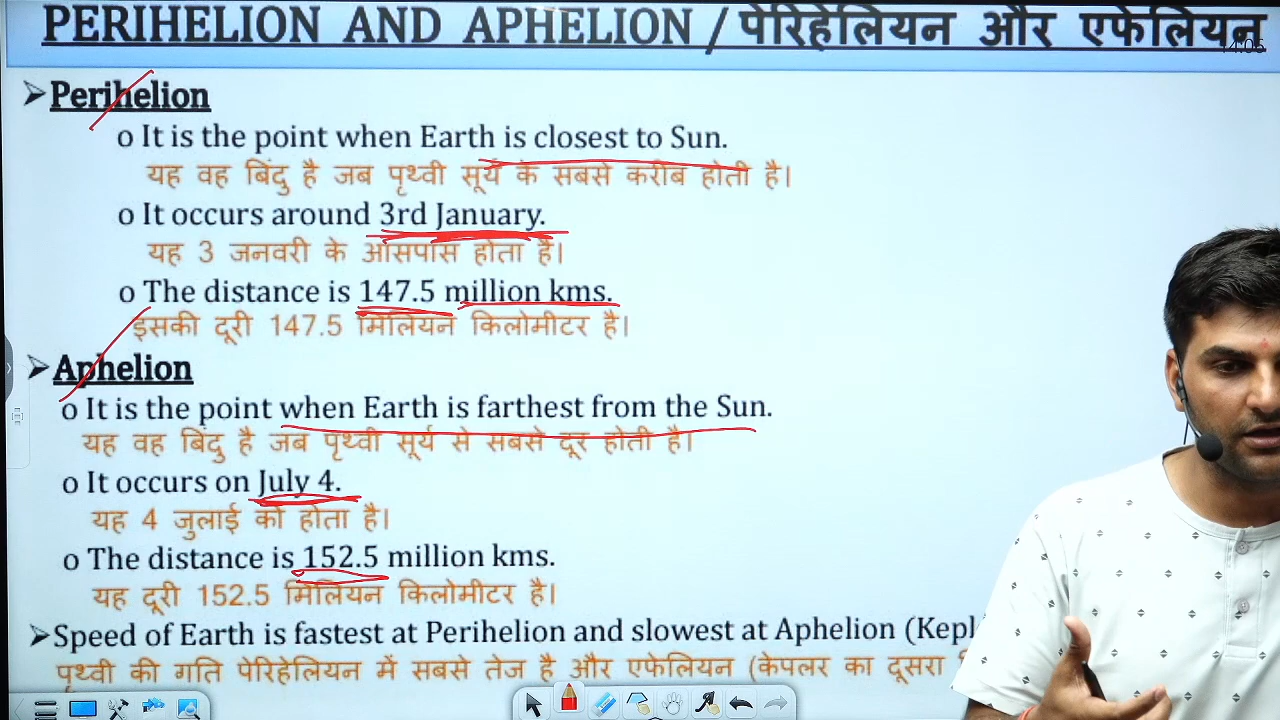 PERIHELION AND APHELION / पेरिहेलियन और एफेलियन
14:05
➢Perihelion
o It is the point when Earth is closest to Sun.
यह वह बिंदु है जब पृथ्वी सूर्य के सबसे करीब होती है।
o It occurs around 3rd January.
यह 3 जनवरी के आसपास होता है।
o The distance is 147.5 million kms.
इसकी दूरी 147.5 मिलियन किलोमीटर है।
➢Aphelion
o It is the point when Earth is farthest from the Sun.
यह वह बिंदु है जब पृथ्वी सूर्य से सबसे दूर होती है।
o It occurs on July 4.
यह 4 जुलाई को होता है।
o The distance is 152.5 million kms.
यह दूरी 152.5 मिलियन किलोमीटर है।
➢Speed of Earth is fastest at Perihelion and slowest at Aphelion (Kepl
पृथ्वी की गति पेरिहेलियन में सबसे तेज है और एफेलियन (केपलर का दूसरा